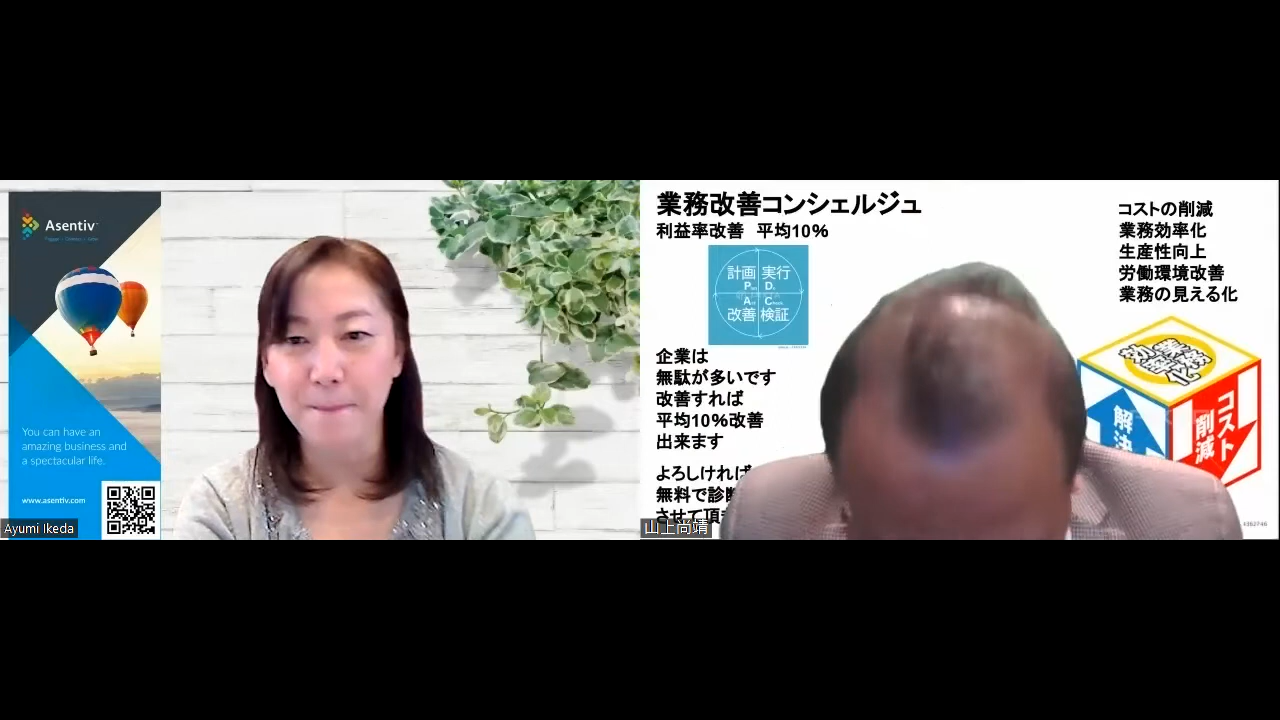 Asentiv
You can have an
amazing business and
a spectacular life.
www.asentiv.com
Ayumi Ikeda
業務改善コンシェルジュ
利益率改善 平均10%
計画 実行
改善 検証
企業は
無駄が多いです
改善すれば
平均10%改善
出来ます
よろしければ
無料で診断
させて頂
山上尚靖
コストの削減
業務効率化
生産性向上
労働環境改善
業務の見える化
解決
コスト
削減